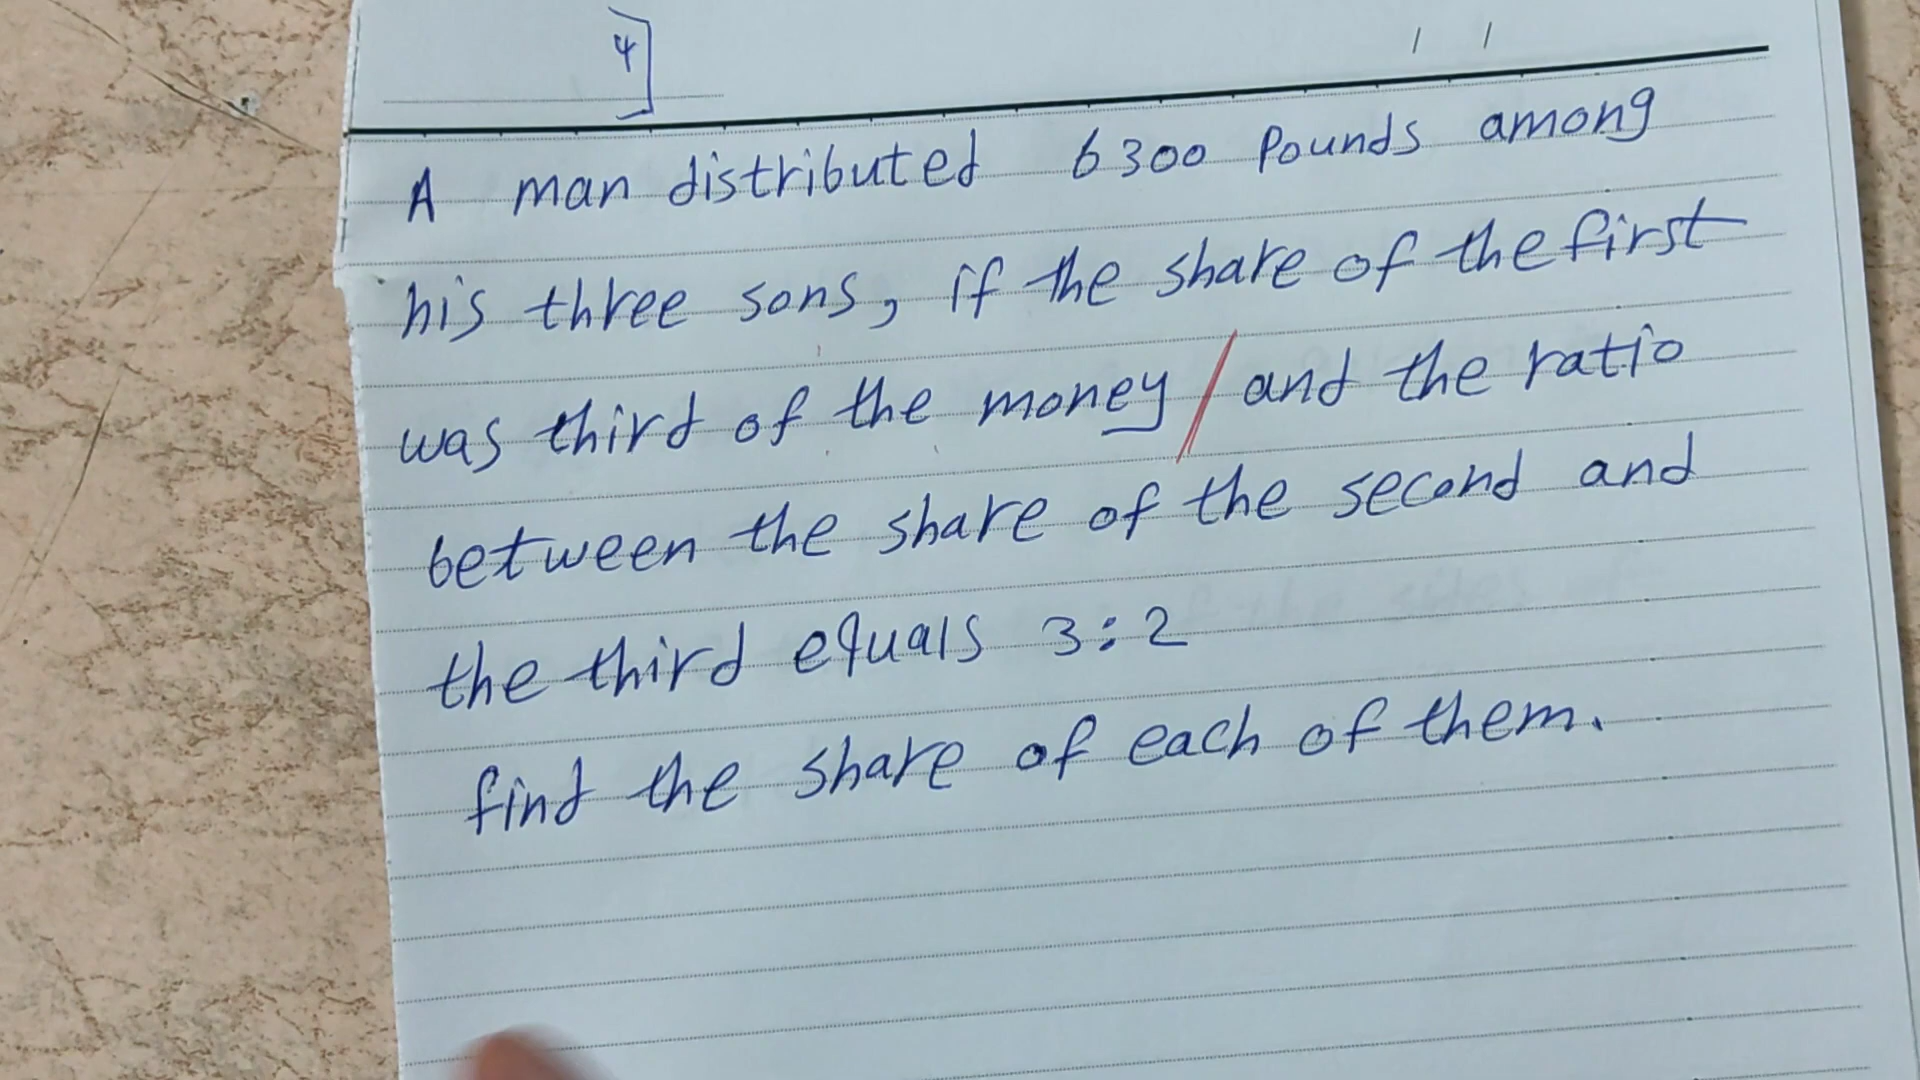 4]
A man distributed 6300 Pounds among
his three sons, if the share of the first
was third of the money / and the ratio
between the share of the second and
the third equals 3:2
find the share of each of them.